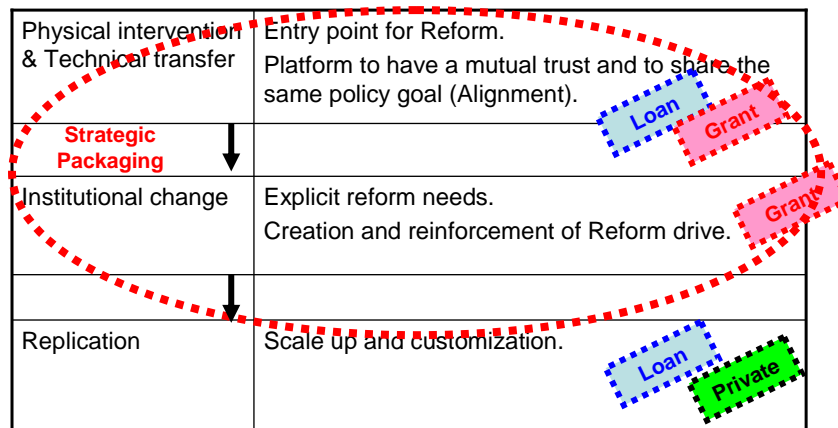 Physical intervention
& Technical transfer
Entry point for Reform.
Platform to have a mutual trust and to share the
same policy goal (Alignment).
Loan
Grant
Strategic
Packaging
Institutional change
Explicit reform needs.
Creation and reinforcement of Reform drive.
Grant
Replication
Scale up and customization.
Loan
Private